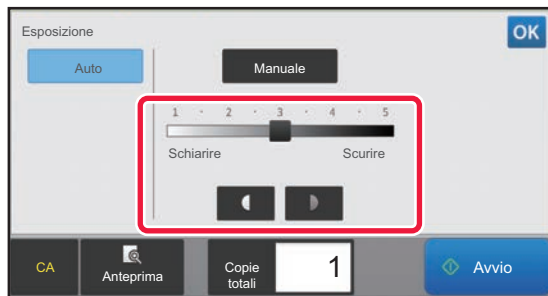 Esposizione
OK
Auto
Manuale
1 · 2 · 3 · 4 · 5
Schiarire
Scurire
CA
Anteprima
Copie
totali
1
Avvio